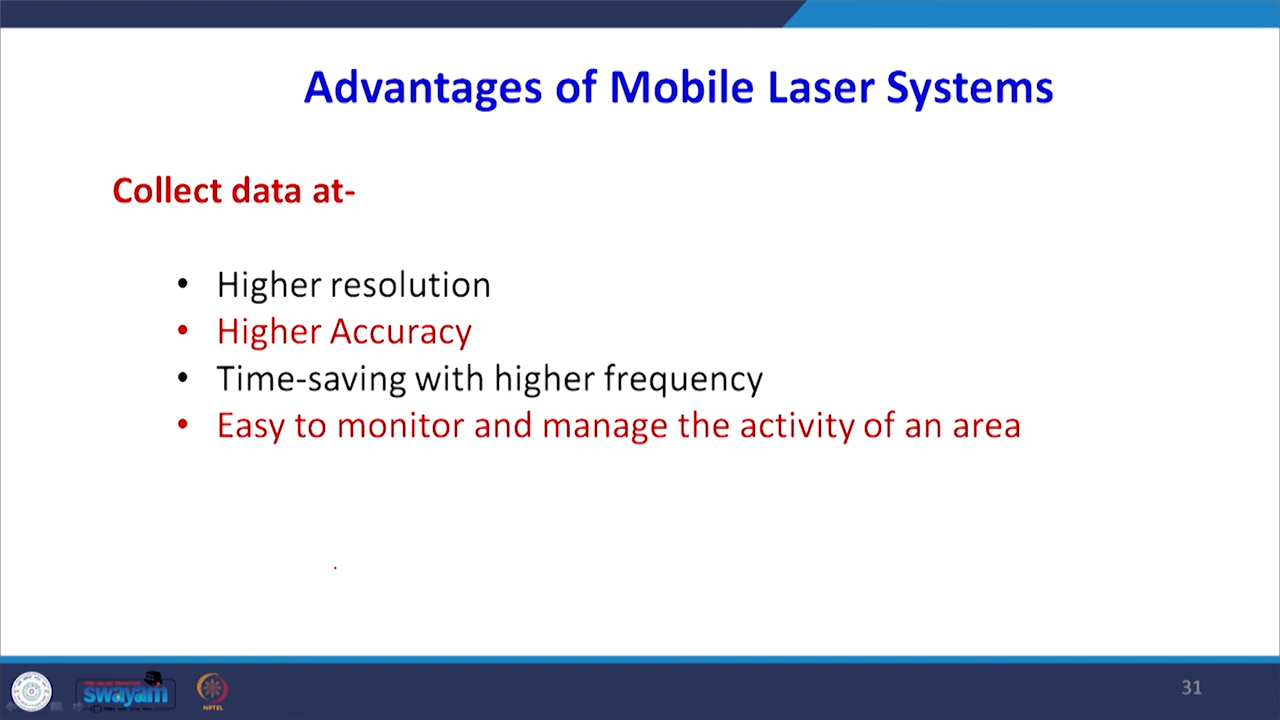 Advantages of Mobile Laser Systems
Collect data at-
• Higher resolution
• Higher Accuracy
• Time-saving with higher frequency
• Easy to monitor and manage the activity of an area
swayam
NPTEL
31